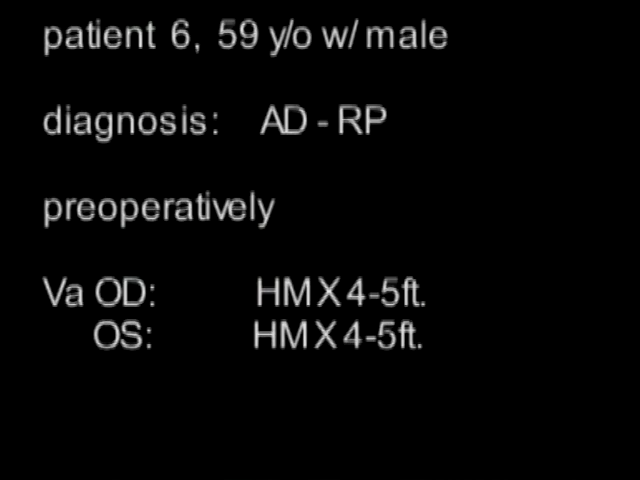 patient 6, 59 y/o w/ male
diagnosis: AD - RP
preoperatively
Va OD: HM X 4-5ft.
OS: HM X 4-5ft.